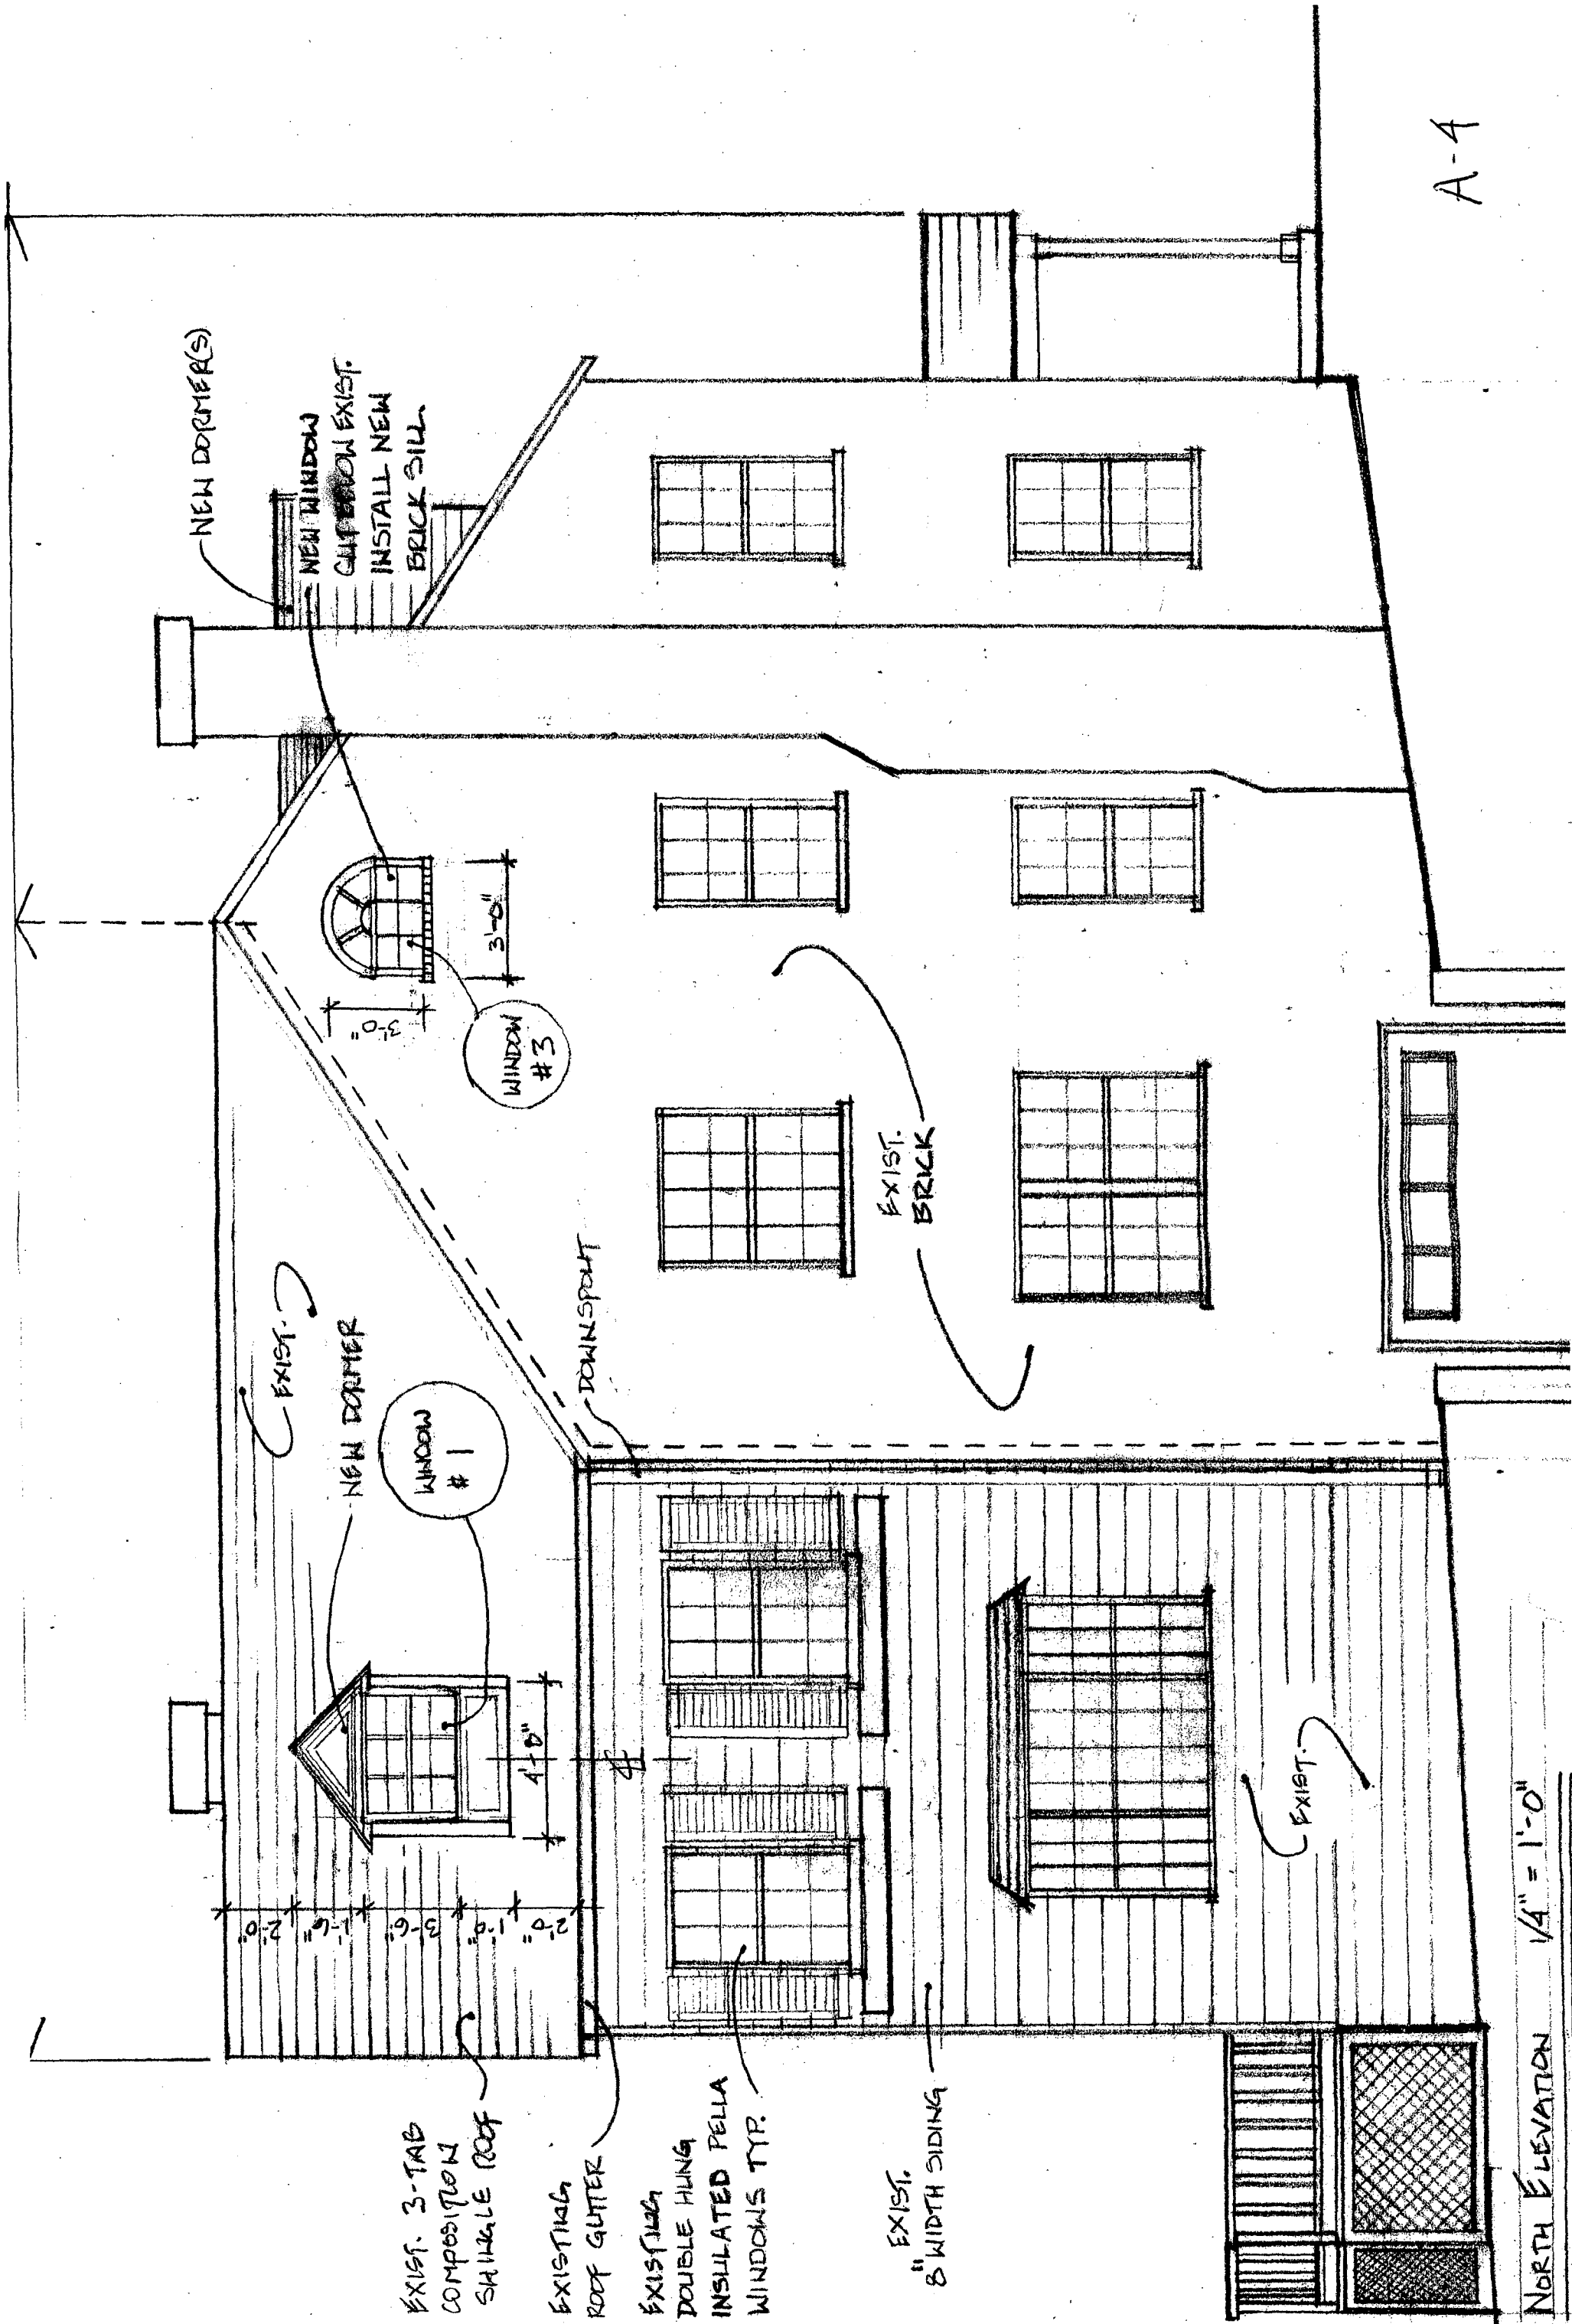 NEW DORMER(S)
NEW WINDOW
EXIST.
INSTALL NEW
BRICK SILL
EXIST.
NEW DORMER
WINDOW
# 1
WINDOW
#3
3'-0"
3'-0"
2'-0"
1'-6"
3'-6"
1'-0"
2'-0"
4'-8"
DOWNSPOUT
EXIST. 3-TAB
COMPOSITION
SHINGLE ROOF
EXISTING
ROOF GUTTER
EXISTING
DOUBLE HUNG
INSULATED PELLA
WINDOWS TYP.
EXIST.
8" WIDTH SIDING
EXIST.
BRICK
EXIST.
NORTH ELEVATION 1/4" = 1'-0"
A-4